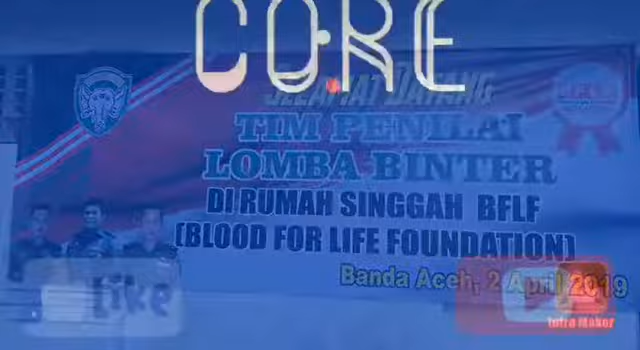 CORE
SELAMAT DATANG
TIM PENILAI
LOMBA BINTER
DI RUMAH SINGGAH BFLF
(BLOOD FOR LIFE FOUNDATION)
Banda Aceh, 2 April 2019
Like
Intro Maker